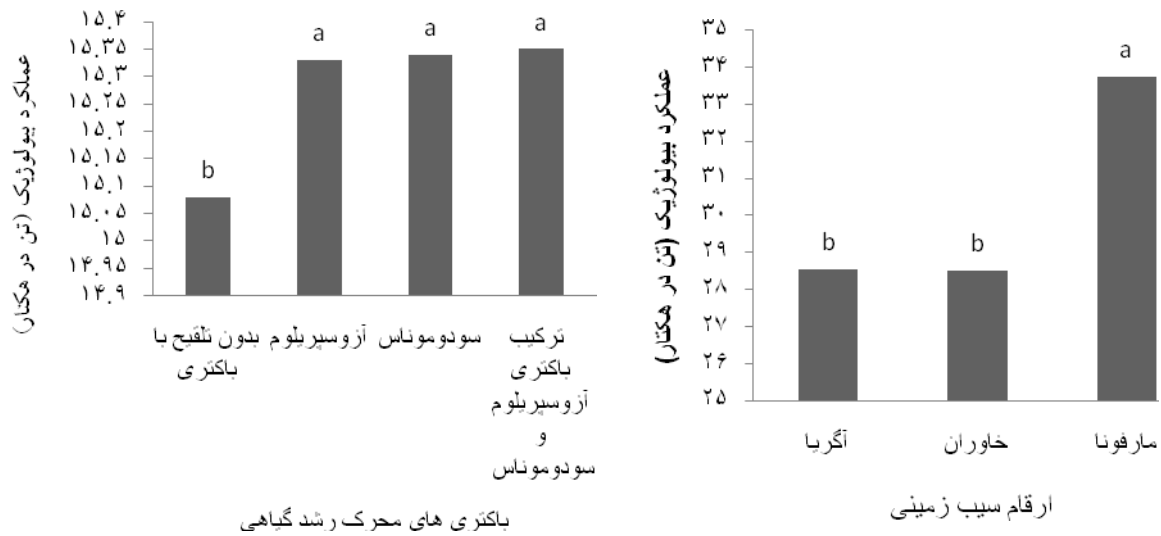 عملکرد بیولوژیک (تن در هکتار)
۱۵.۴
۱۵.۳۵
۱۵.۳
۱۵.۲۵
۱۵.۲
۱۵.۱۵
۱۵.۱
۱۵.۰۵
۱۵
۱۴.۹۵
۱۴.۹
b
a
a
a
بدون تلقیح با
باکتری
آزوسپریلوم
سودوموناس
ترکیب
باکتری
آزوسپریلوم
و
سودوموناس
باکتری های محرک رشد گیاهی
عملکرد بیولوژیک (تن در هکتار)
۳۵
۳۴
۳۳
۳۲
۳۱
۳۰
۲۹
۲۸
۲۷
۲۶
۲۵
b
b
a
آگریا
خاوران
مارفونا
ارقام سیب زمینی